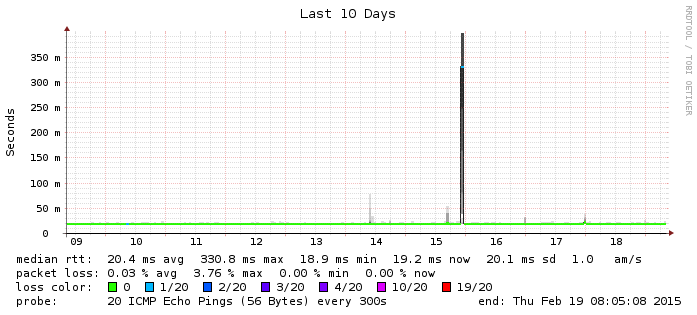 Last 10 Days
RRDTOOL / TOBI OETIKER
Seconds
350 m
300 m
250 m
200 m
150 m
100 m
50 m
0
09 10 11 12 13 14 15 16 17 18
median rtt: 20.4 ms avg 330.8 ms max 18.9 ms min 19.2 ms now 20.1 ms sd 1.0 am/s
packet loss: 0.03 % avg 3.76 % max 0.00 % min 0.00 % now
loss color: 0 1/20 2/20 3/20 4/20 10/20 19/20
probe: 20 ICMP Echo Pings (56 Bytes) every 300s end: Thu Feb 19 08:05:08 2015